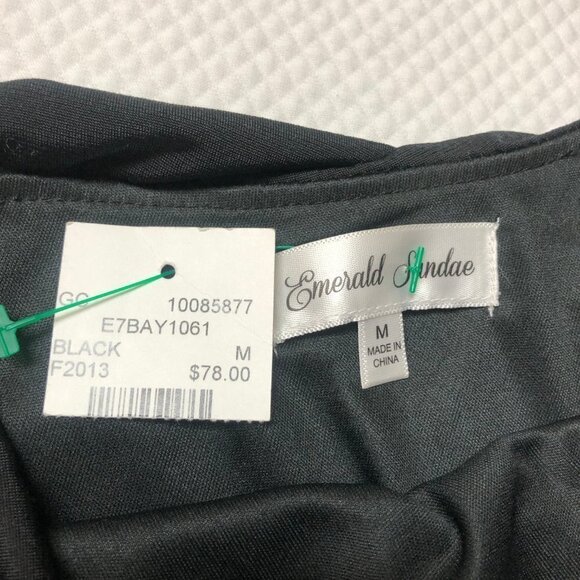 GC 10085877
E7BAY1061
BLACK M
F2013 $78.00
Emerald Sundae
M
MADE IN
CHINA